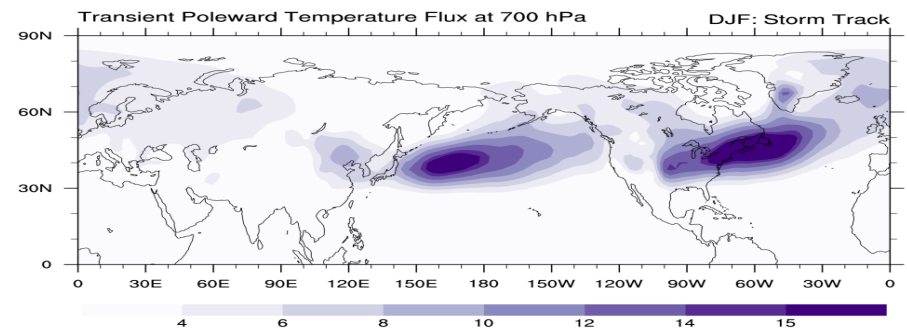 Transient Poleward Temperature Flux at 700 hPa
DJF: Storm Track
90N
60N
30N
0
0 30E 60E 90E 120E 150E 180 150W 120W 90W 60W 30W 0
4 6 8 10 12 14 15